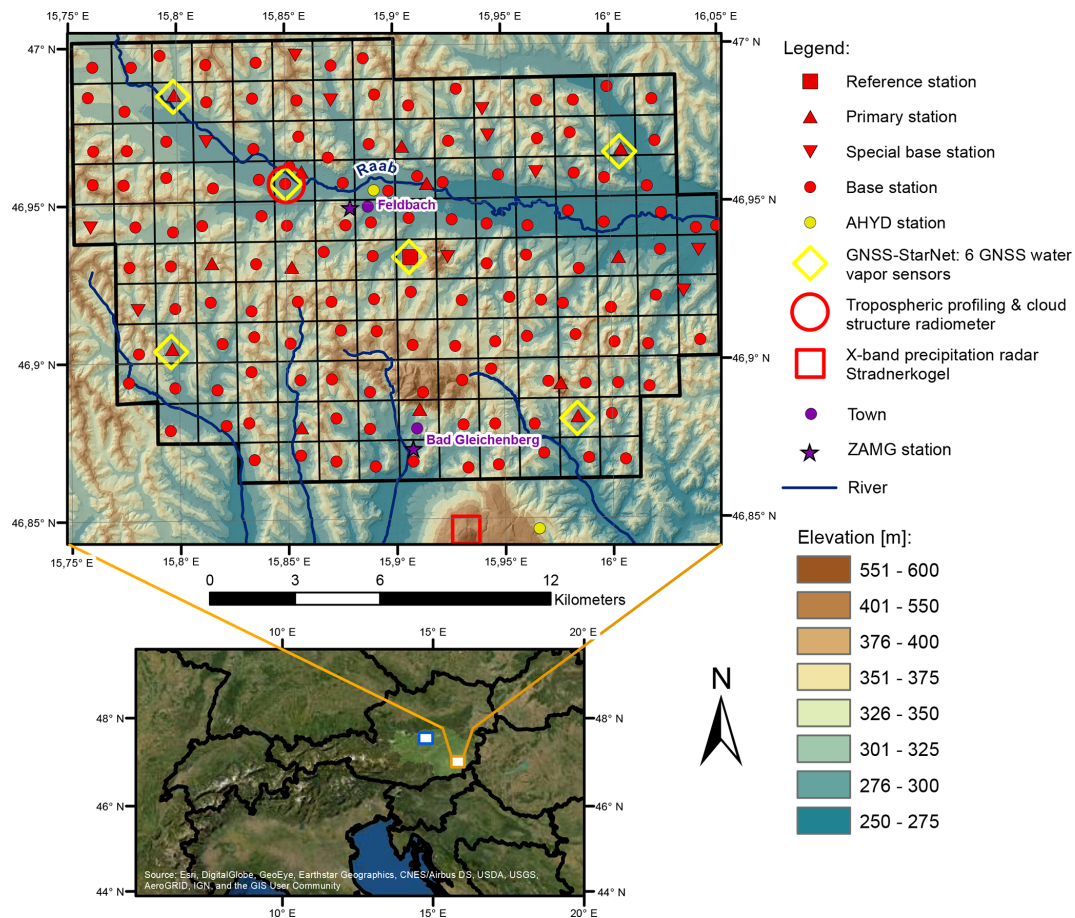 15,75° E
15,8° E
15,85° E
15,9° E
15,95° E
16° E
16,05° E
47° N
47° N
46,95° N
46,95° N
46,9° N
46,9° N
46,85° N
46,85° N
Raab
Feldbach
Bad Gleichenberg
15,75° E
15,8° E
15,85° E
15,9° E
15,95° E
16° E
0
3
6
12
Kilometers
Legend:
Reference station
Primary station
Special base station
Base station
AHYD station
GNSS-StarNet: 6 GNSS water
vapor sensors
Tropospheric profiling & cloud
structure radiometer
X-band precipitation radar
Stradnerkogel
Town
ZAMG station
River
Elevation [m]:
551 - 600
401 - 550
376 - 400
351 - 375
326 - 350
301 - 325
276 - 300
250 - 275
N
10° E
15° E
20° E
48° N
48° N
46° N
46° N
44° N
44° N
Source: Esri, DigitalGlobe, GeoEye, Earthstar Geographics, CNES/Airbus DS, USDA, USGS,
AeroGRID, IGN, and the GIS User Community
10° E
15° E
20° E